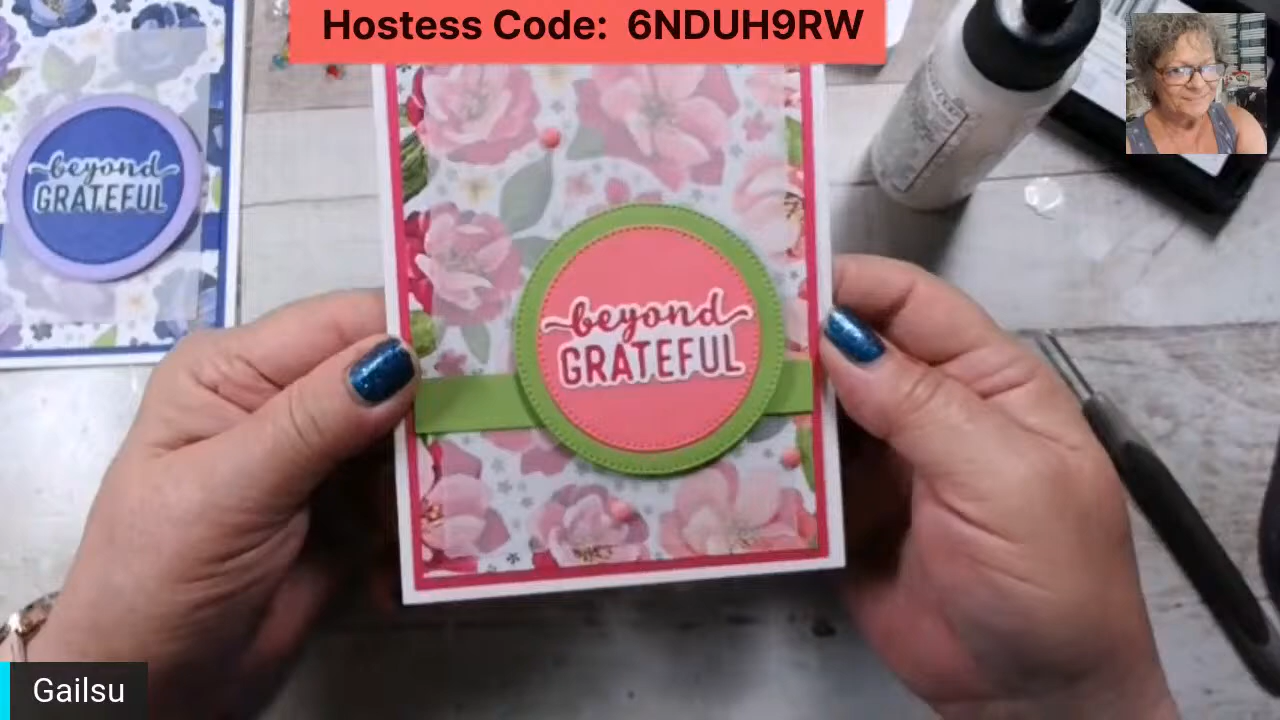 Hostess Code: 6NDUH9RW
beyond
GRATEFUL
beyond
GRATEFUL
Gailsu